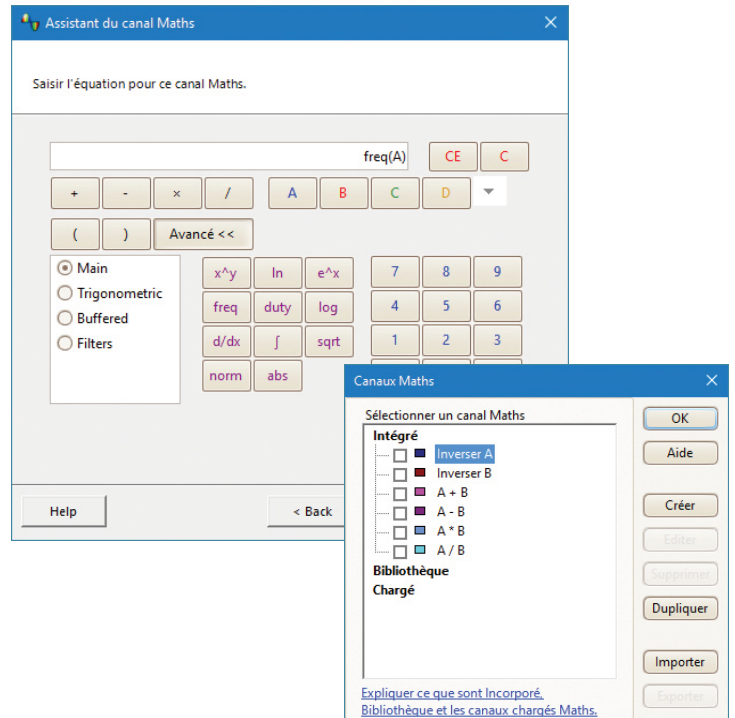 Assistant du canal Maths
Saisir l'équation pour ce canal Maths.
freq(A) CE C
+ - × / A B C D
( ) Avancé <<
Main
Trigonometric
Buffered
Filters
x^y ln e^x 7 8 9
freq duty log 4 5 6
d/dx ∫ sqrt 1 2 3
norm abs
Help < Back
Canaux Maths
Sélectionner un canal Maths
Intégré
Inverser A
Inverser B
A + B
A - B
A * B
A / B
Bibliothèque
Chargé
Expliquer ce que sont Incorporé,
Bibliothèque et les canaux chargés Maths.
OK
Aide
Créer
Editer
Supprimer
Dupliquer
Importer
Exporter